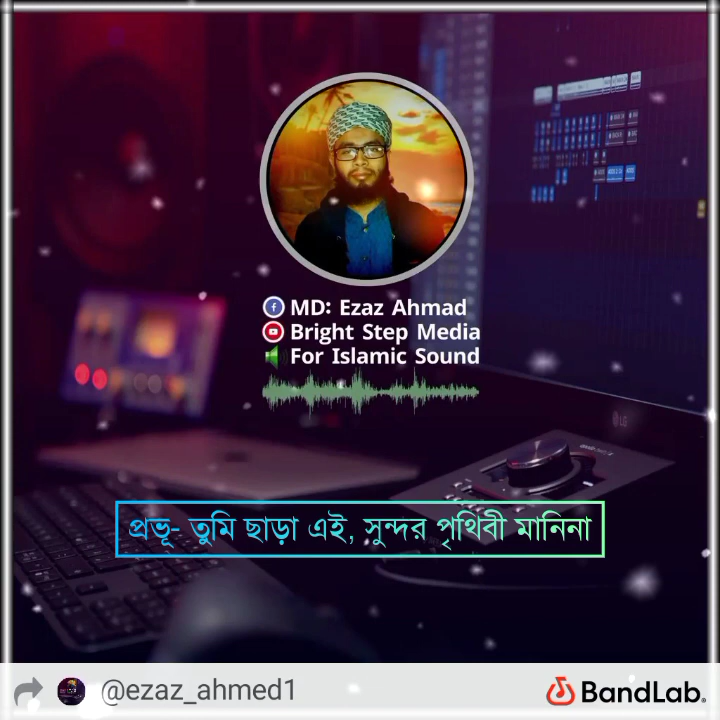 MD: Ezaz Ahmad
Bright Step Media
For Islamic Sound
প্রভূ- তুমি ছাড়া এই, সুন্দর পৃথিবী মানিনা
@ezaz_ahmed1
BandLab.